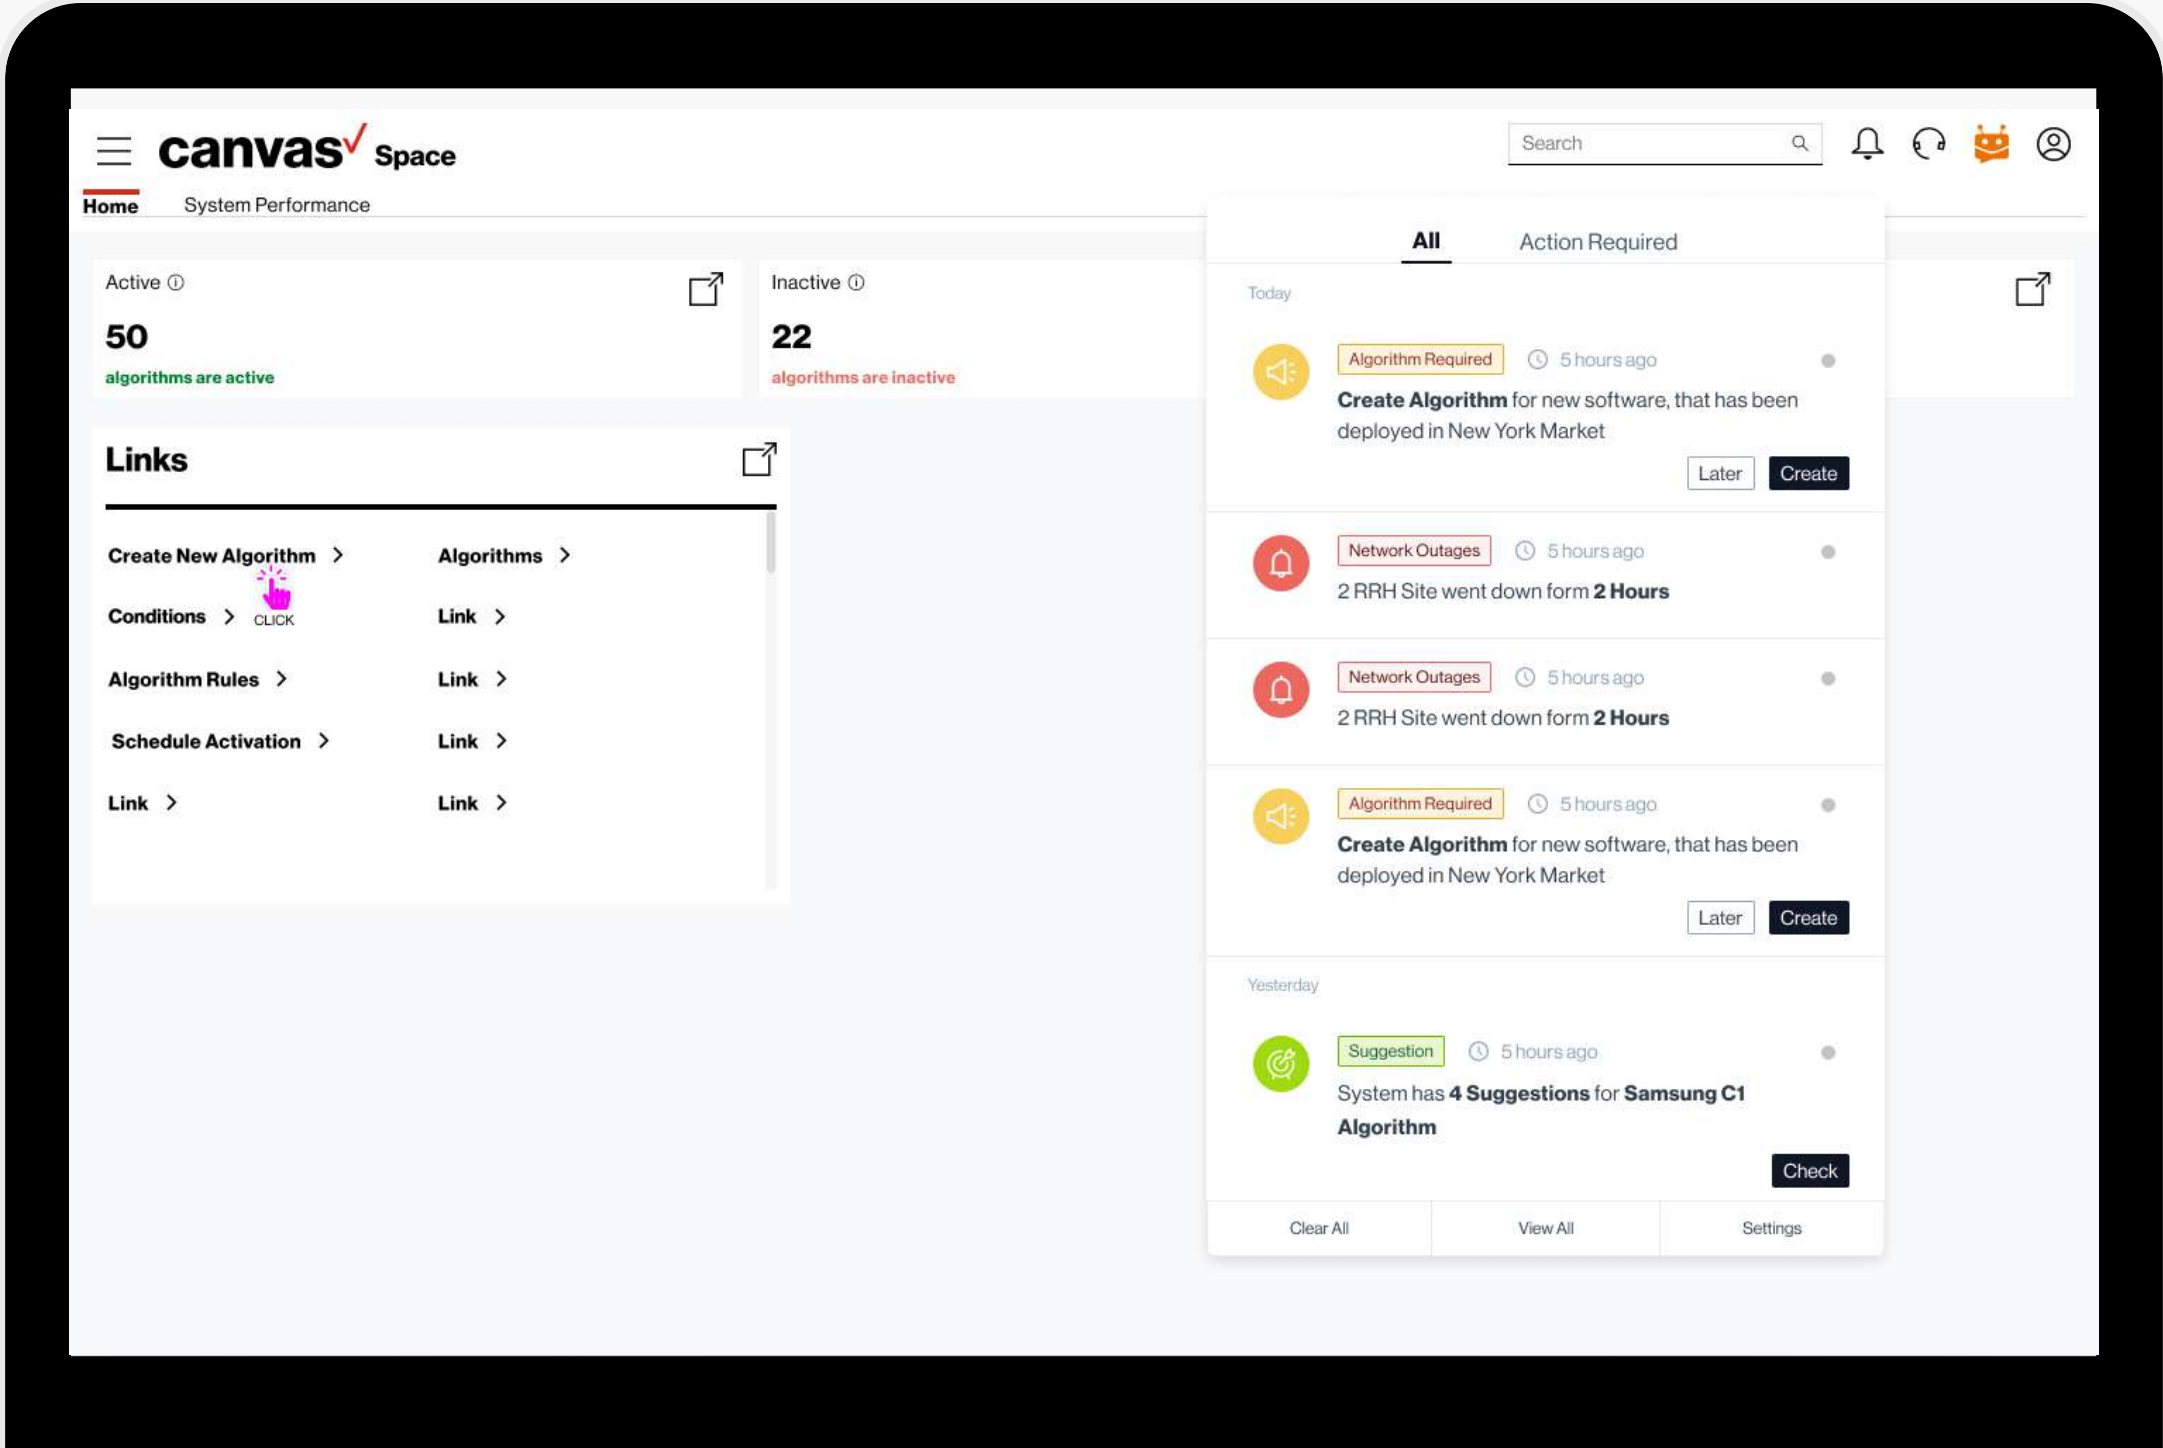 canvas Space
Search
Home
System Performance
Active
50
algorithms are active
Inactive
22
algorithms are inactive
Links
Create New Algorithm
Algorithms
CLICK
Conditions
Link
Algorithm Rules
Link
Schedule Activation
Link
Link
Link
All
Action Required
Today
Algorithm Required
5 hours ago
Create Algorithm for new software, that has been
deployed in New York Market
Later
Create
Network Outages
5 hours ago
2 RRH Site went down form 2 Hours
Network Outages
5 hours ago
2 RRH Site went down form 2 Hours
Algorithm Required
5 hours ago
Create Algorithm for new software, that has been
deployed in New York Market
Later
Create
Yesterday
Suggestion
5 hours ago
System has 4 Suggestions for Samsung C1
Algorithm
Check
Clear All
View All
Settings